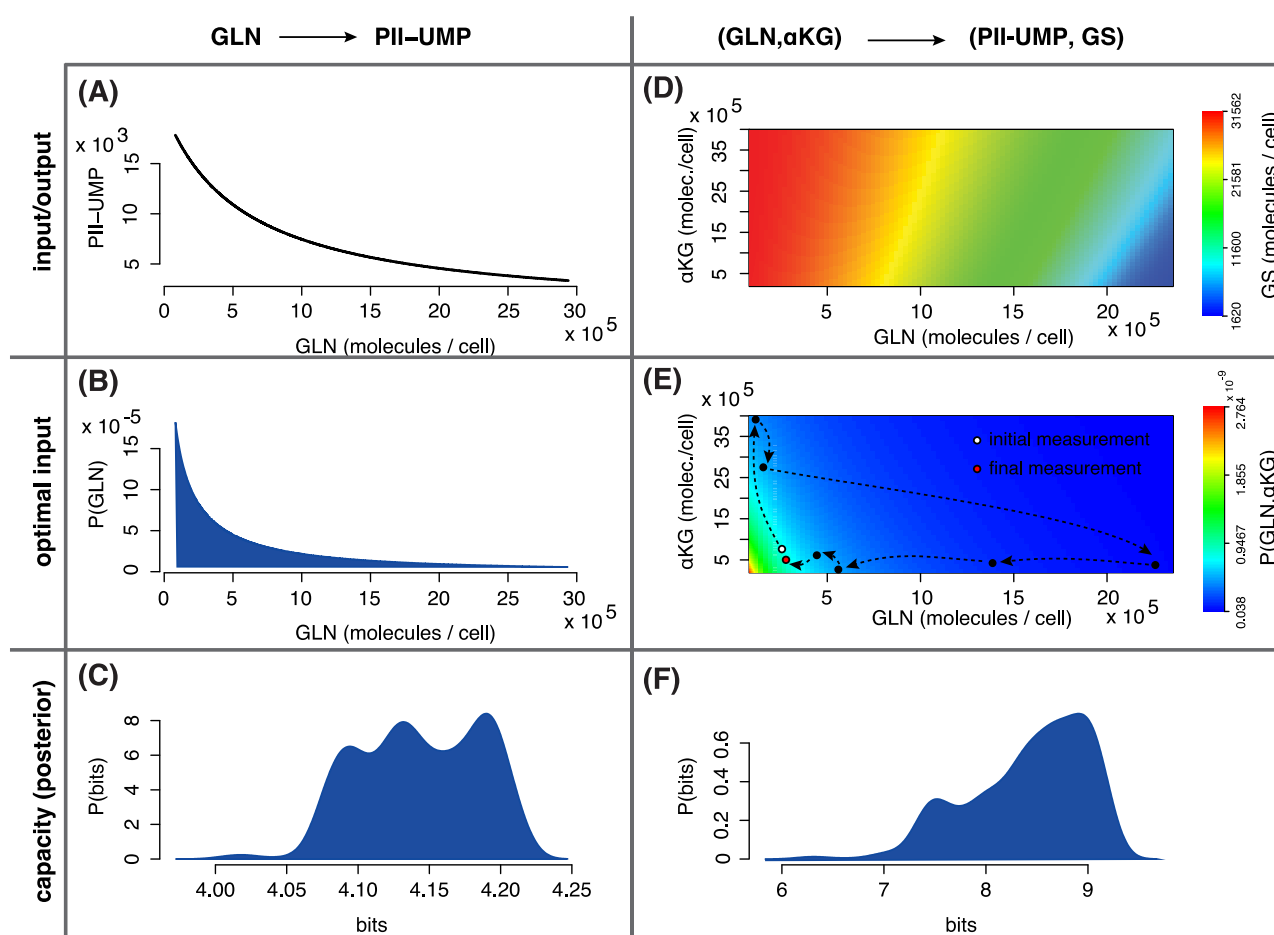 GLN → PII–UMP
(GLN,αKG) → (PII-UMP, GS)
input/output
optimal input
capacity (posterior)
(A)
x 10³
PII–UMP
15
10
5
0 5 10 15 20 25 30
x 10⁵
GLN (molecules / cell)
(B)
x 10⁻⁵
P(GLN)
15
10
5
0
0 5 10 15 20 25 30
x 10⁵
GLN (molecules / cell)
(C)
P(bits)
8
6
4
2
0
4.00 4.05 4.10 4.15 4.20 4.25
bits
(D)
x 10⁵
αKG (molec./cell)
35
25
15
5
5 10 15 20
x 10⁵
GLN (molecules / cell)
31562
21581
11600
1620
GS (molecules / cell)
(E)
x 10⁵
αKG (molec./cell)
35
25
15
5
initial measurement
final measurement
5 10 15 20
x 10⁵
GLN (molecules / cell)
x 10⁻⁹
2.764
1.855
0.9467
0.038
P(GLN,αKG)
(F)
P(bits)
0.6
0.4
0.2
0
6 7 8 9
bits